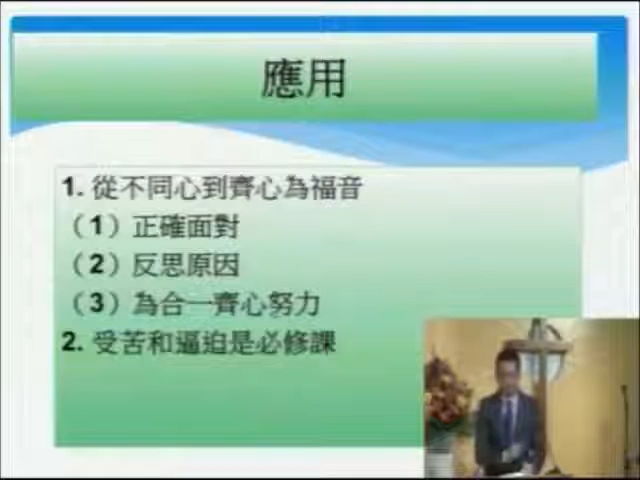 應用
1. 從不同心到齊心為福音
（1）正確面對
（2）反思原因
（3）為合一齊心努力
2. 受苦和逼迫是必修課